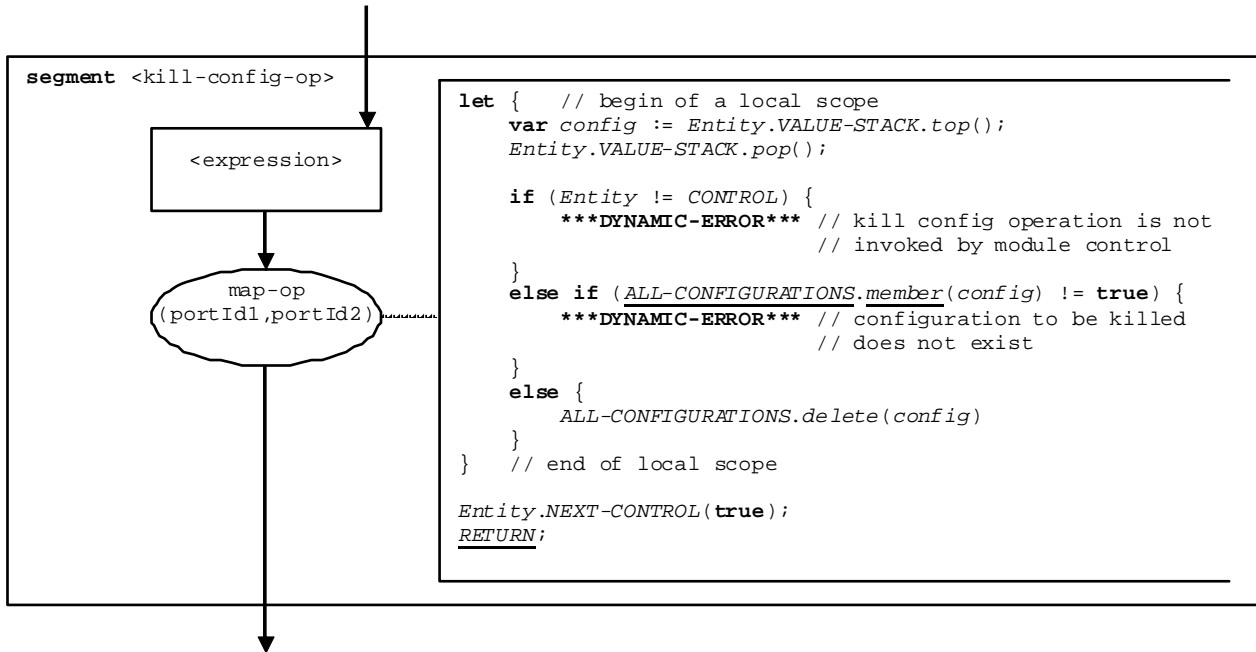 segment <kill-config-op>
<expression>
map-op
(portId1,portId2)
let {   // begin of a local scope
var config := Entity.VALUE-STACK.top();
Entity.VALUE-STACK.pop();
if (Entity != CONTROL) {
***DYNAMIC-ERROR*** // kill config operation is not
// invoked by module control
}
else if (ALL-CONFIGURATIONS.member(config) != true) {
***DYNAMIC-ERROR*** // configuration to be killed
// does not exist
}
else {
ALL-CONFIGURATIONS.delete(config)
}
}   // end of local scope
Entity.NEXT-CONTROL(true);
RETURN;